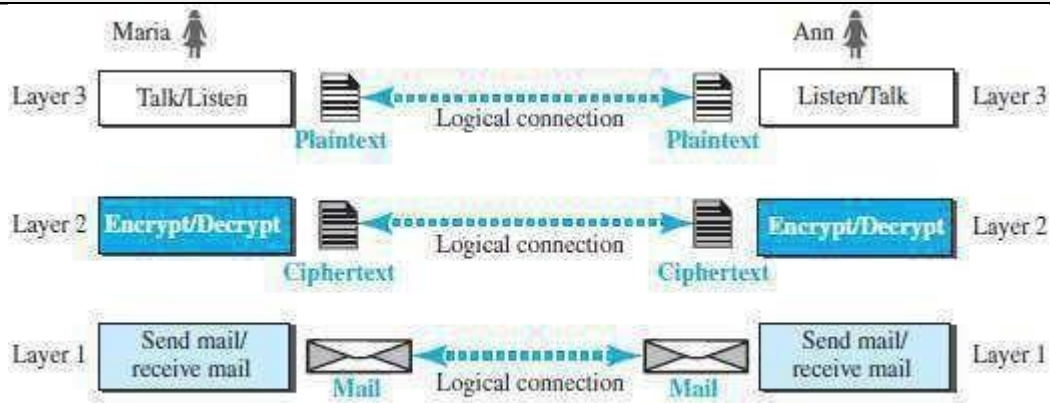 Maria
Ann
Layer 3
Talk/Listen
Logical connection
Listen/Talk
Layer 3
Plaintext
Plaintext
Layer 2
Encrypt/Decrypt
Logical connection
Encrypt/Decrypt
Layer 2
Ciphertext
Ciphertext
Layer 1
Send mail/
receive mail
Logical connection
Send mail/
receive mail
Layer 1
Mail
Mail